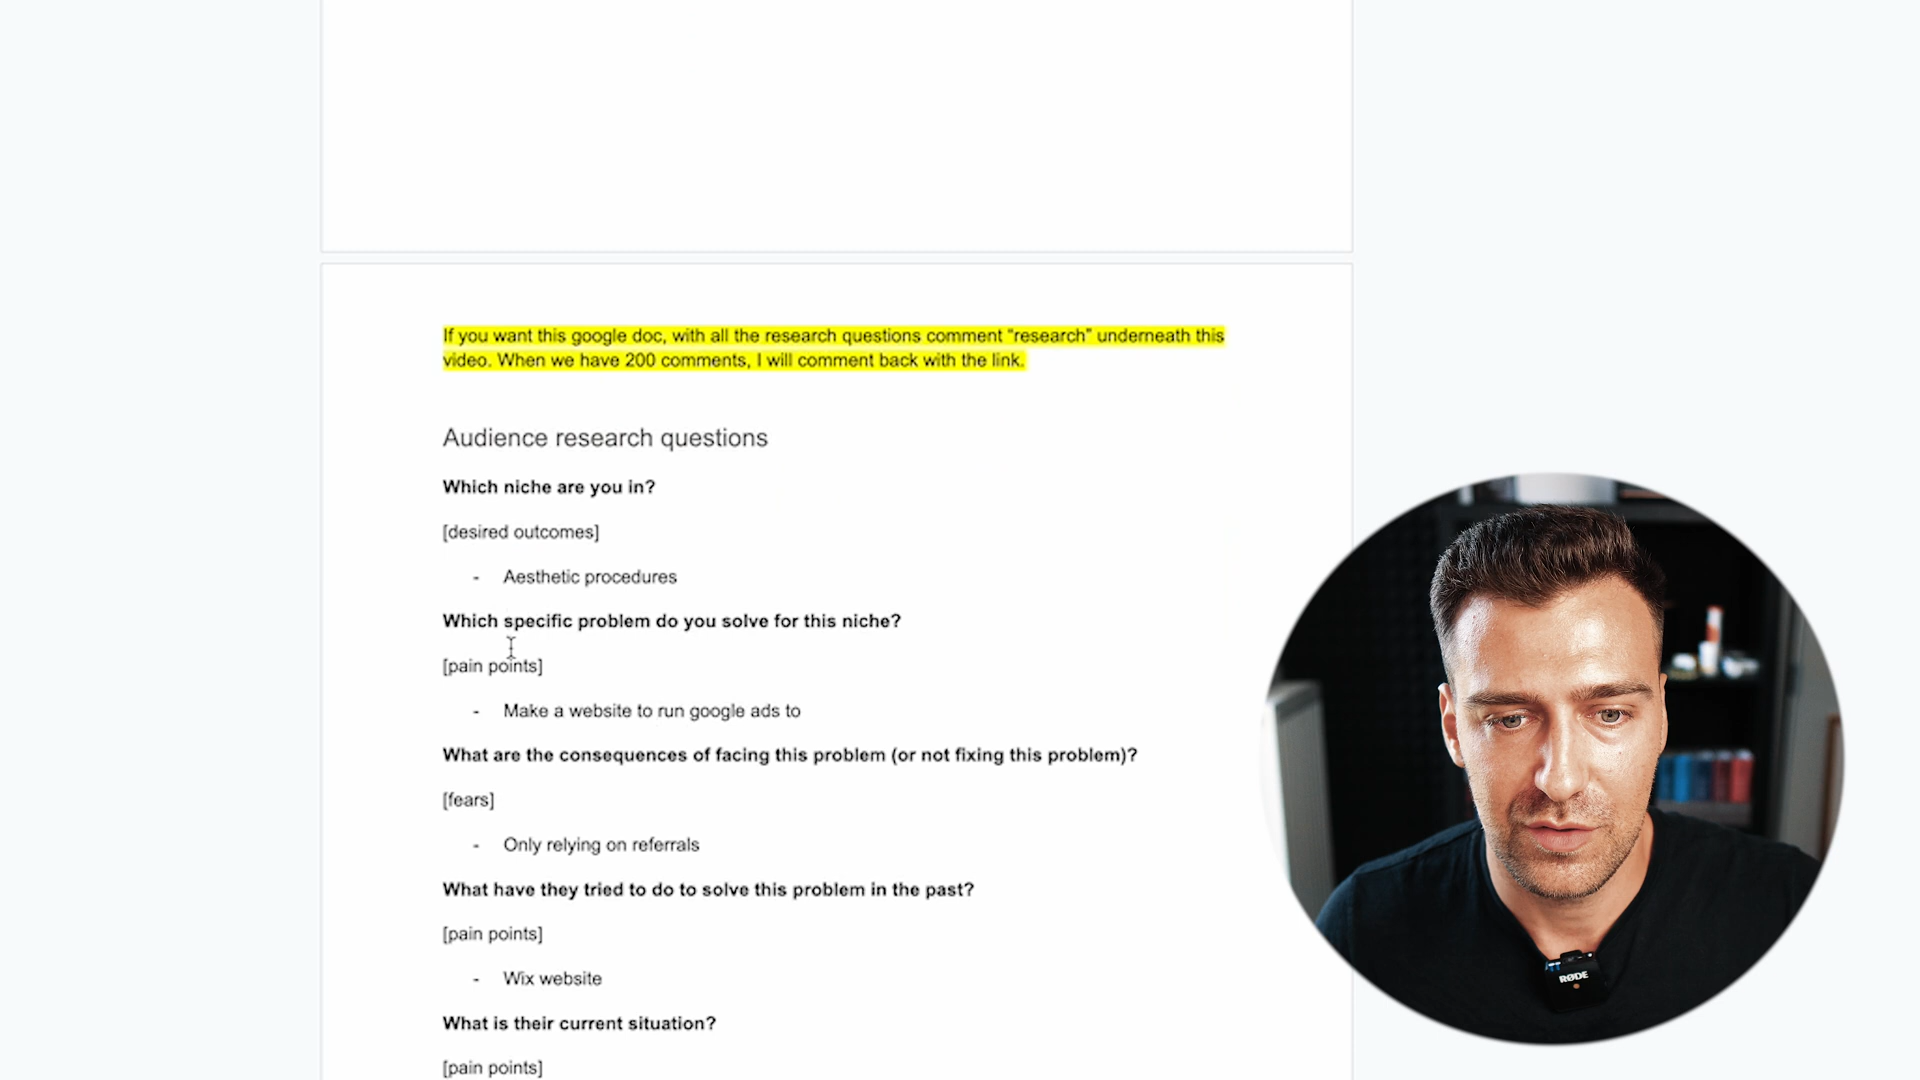 If you want this google doc, with all the research questions comment "research" underneath this
video. When we have 200 comments, I will comment back with the link.
Audience research questions
Which niche are you in?
[desired outcomes]
- Aesthetic procedures
Which specific problem do you solve for this niche?
[pain points]
- Make a website to run google ads to
What are the consequences of facing this problem (or not fixing this problem)?
[fears]
- Only relying on referrals
What have they tried to do to solve this problem in the past?
[pain points]
- Wix website
What is their current situation?
[pain points]
RØDE